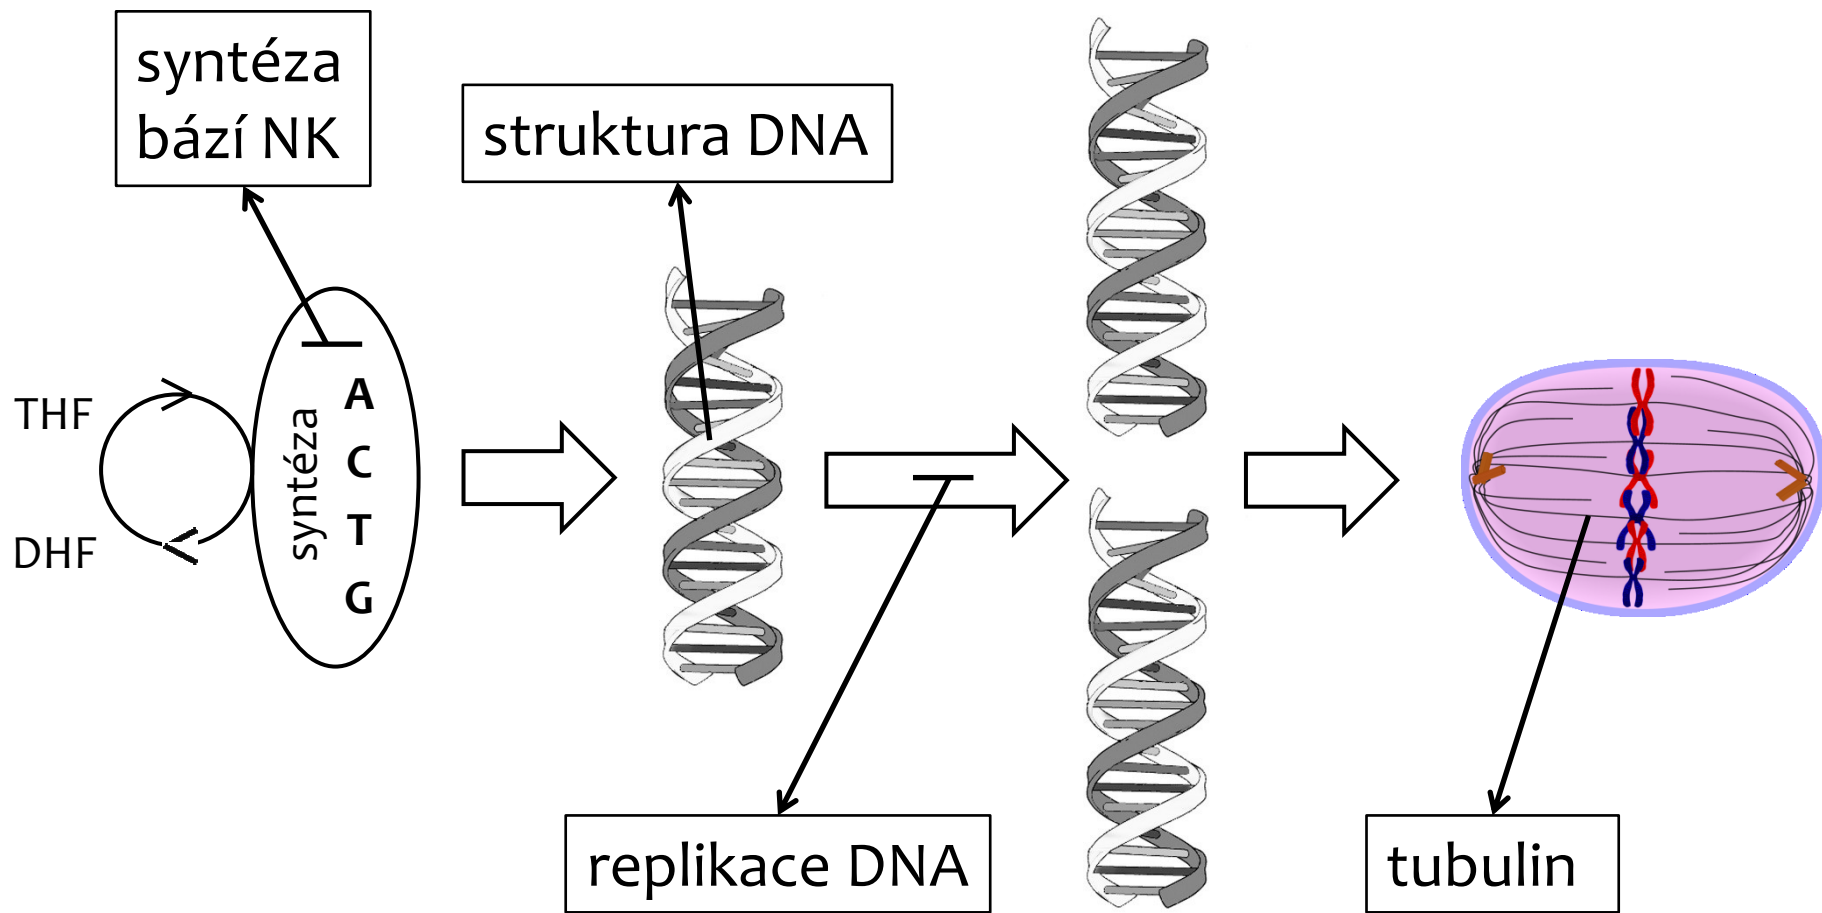 syntéza
bází NK
struktura DNA
THF
DHF
syntéza
A
C
T
G
replikace DNA
tubulin